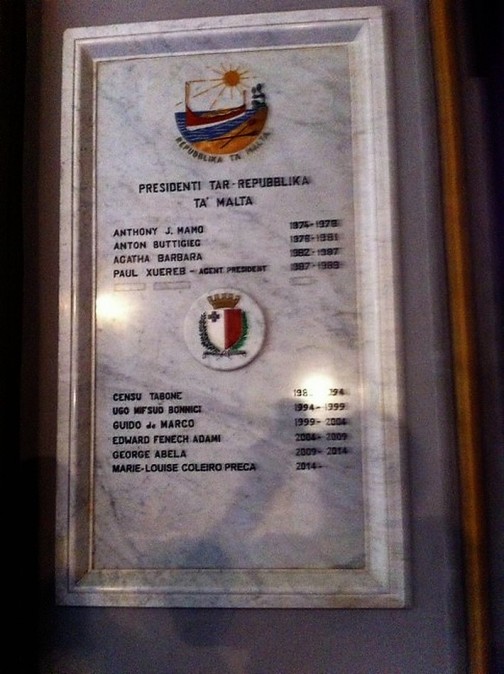 REPUBBLIKA TA' MALTA
PRESIDENTI TAR-REPUBBLIKA
TA' MALTA
ANTHONY J. MAMO 1974-1976
ANTON BUTTIGIEG 1976-1981
AGATHA BARBARA 1982-1987
PAUL XUEREB - AGENT PRESIDENT 1987-1989
CENSU TABONE
UGO MIFSUD BONNICI 1994-1999
GUIDO de MARCO 1999-2004
EDWARD FENECH ADAMI 2004-2009
GEORGE ABELA 2009-2014
MARIE-LOUISE COLEIRO PRECA 2014-